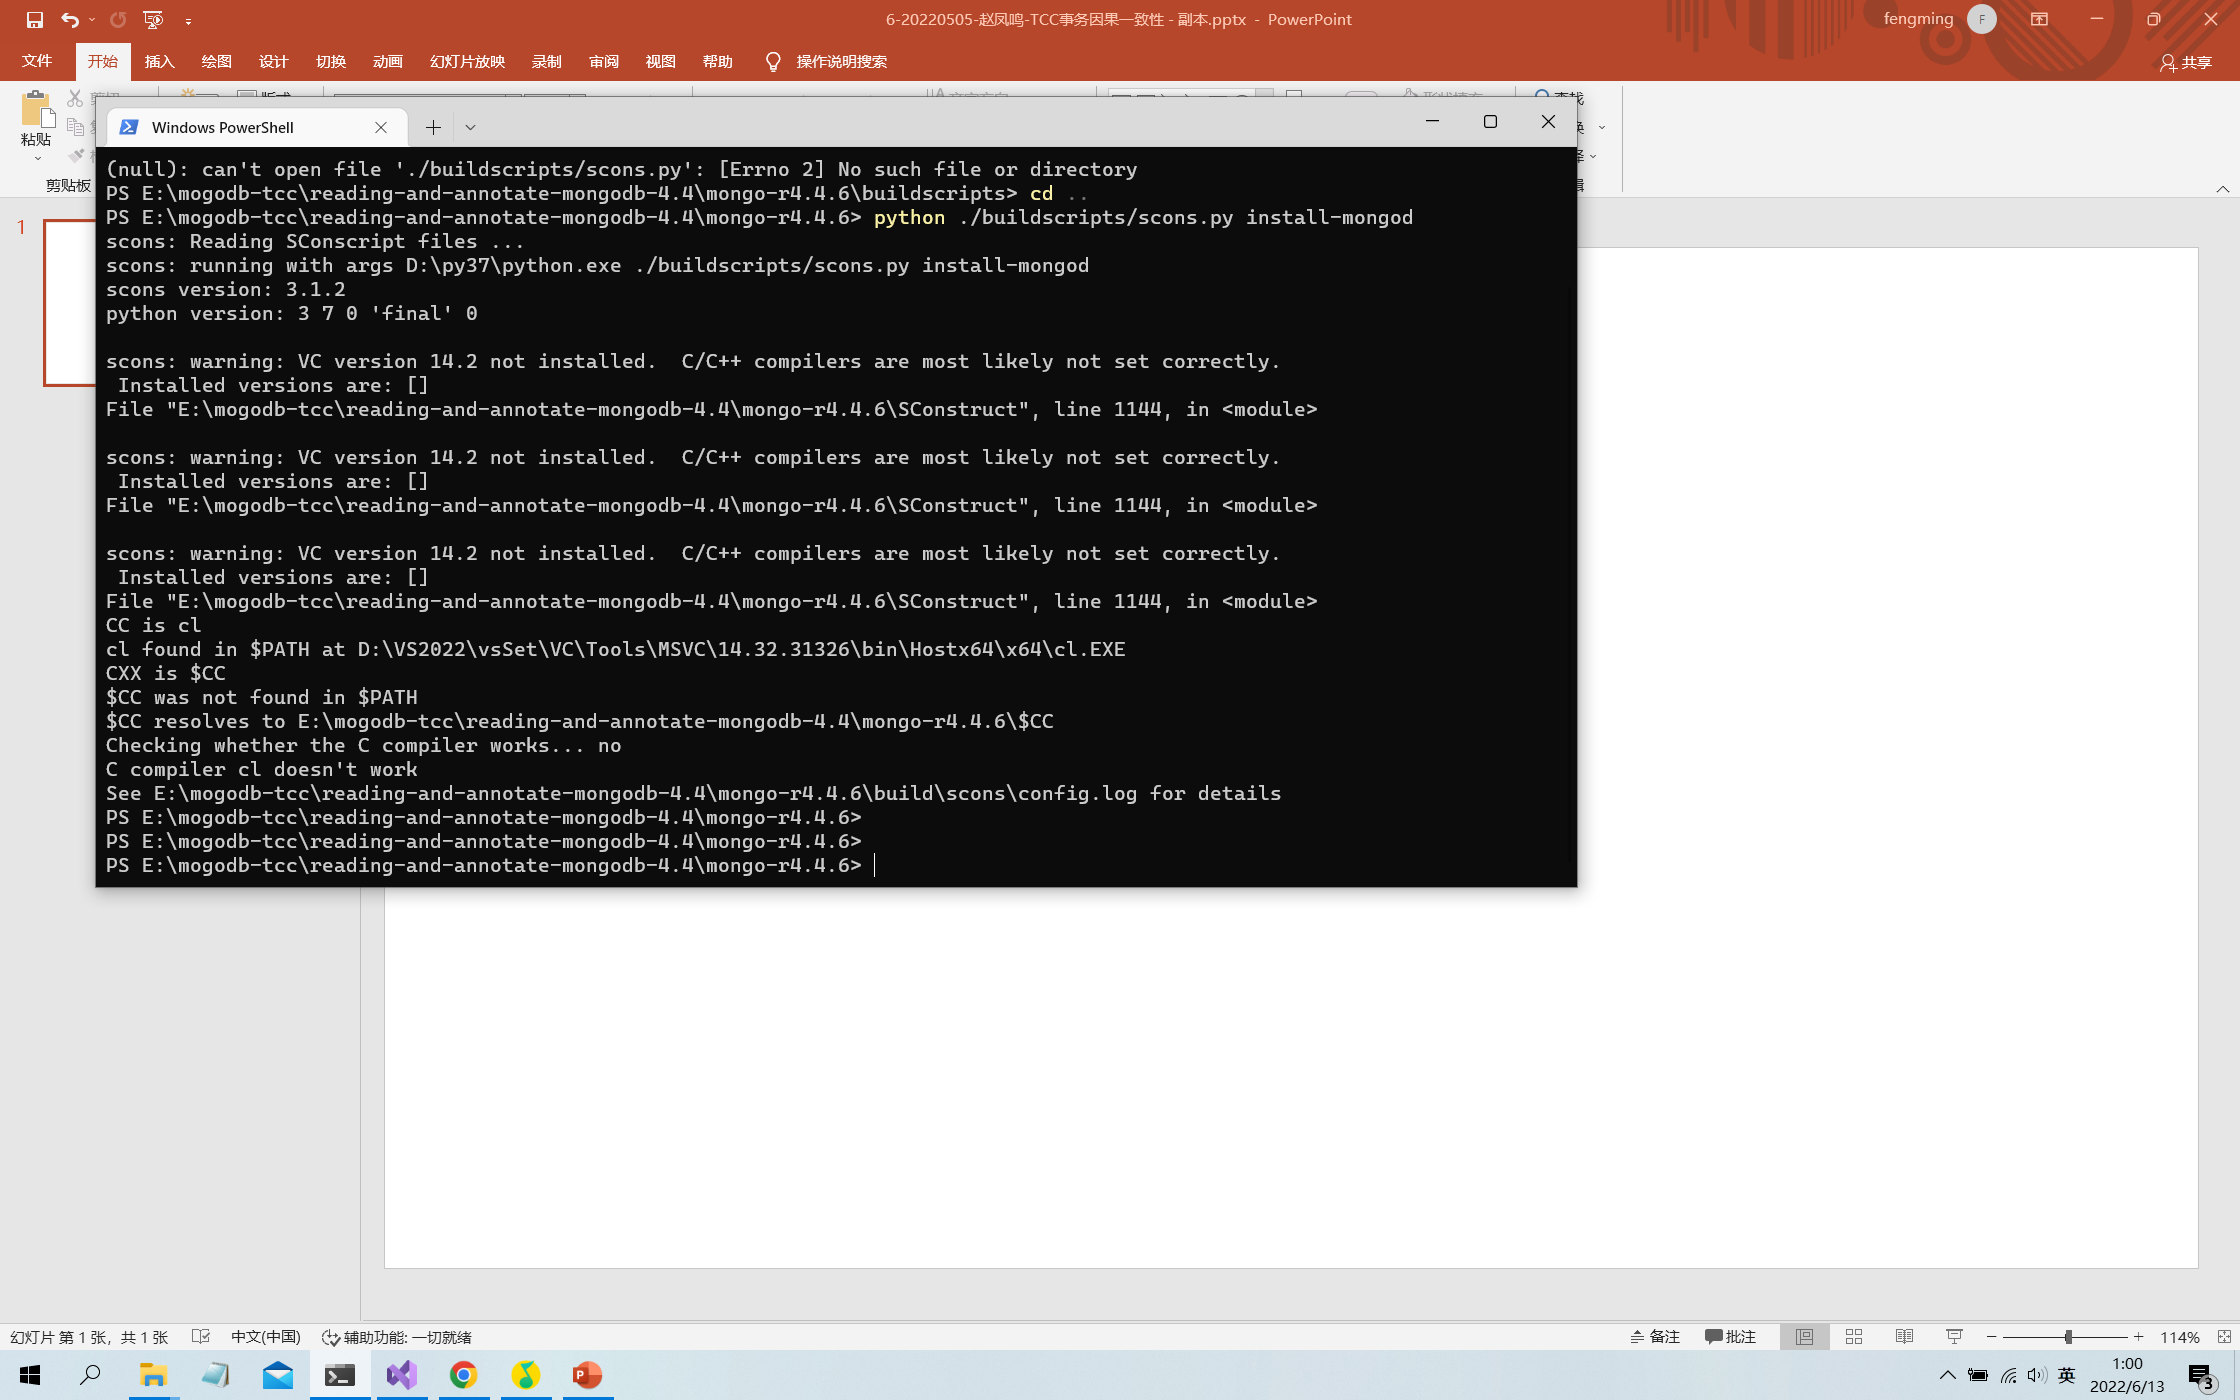 6-20220505-赵凤鸣-TCC事务因果一致性 - 副本.pptx - PowerPoint
fengming
F
文件 开始 插入 绘图 设计 切换 动画 幻灯片放映 录制 审阅 视图 帮助 操作说明搜索 共享
粘贴
剪贴板
Windows PowerShell
(null): can't open file './buildscripts/scons.py': [Errno 2] No such file or directory
PS E:\mogodb-tcc\reading-and-annotate-mongodb-4.4\mongo-r4.4.6\buildscripts> cd ..
PS E:\mogodb-tcc\reading-and-annotate-mongodb-4.4\mongo-r4.4.6> python ./buildscripts/scons.py install-mongod
scons: Reading SConscript files ...
scons: running with args D:\py37\python.exe ./buildscripts/scons.py install-mongod
scons version: 3.1.2
python version: 3 7 0 'final' 0
scons: warning: VC version 14.2 not installed.  C/C++ compilers are most likely not set correctly.
Installed versions are: []
File "E:\mogodb-tcc\reading-and-annotate-mongodb-4.4\mongo-r4.4.6\SConstruct", line 1144, in <module>
scons: warning: VC version 14.2 not installed.  C/C++ compilers are most likely not set correctly.
Installed versions are: []
File "E:\mogodb-tcc\reading-and-annotate-mongodb-4.4\mongo-r4.4.6\SConstruct", line 1144, in <module>
scons: warning: VC version 14.2 not installed.  C/C++ compilers are most likely not set correctly.
Installed versions are: []
File "E:\mogodb-tcc\reading-and-annotate-mongodb-4.4\mongo-r4.4.6\SConstruct", line 1144, in <module>
CC is cl
cl found in $PATH at D:\VS2022\vsSet\VC\Tools\MSVC\14.32.31326\bin\Hostx64\x64\cl.EXE
CXX is $CC
$CC was not found in $PATH
$CC resolves to E:\mogodb-tcc\reading-and-annotate-mongodb-4.4\mongo-r4.4.6\$CC
Checking whether the C compiler works... no
C compiler cl doesn't work
See E:\mogodb-tcc\reading-and-annotate-mongodb-4.4\mongo-r4.4.6\build\scons\config.log for details
PS E:\mogodb-tcc\reading-and-annotate-mongodb-4.4\mongo-r4.4.6>
PS E:\mogodb-tcc\reading-and-annotate-mongodb-4.4\mongo-r4.4.6>
PS E:\mogodb-tcc\reading-and-annotate-mongodb-4.4\mongo-r4.4.6>
1
幻灯片 第 1 张，共 1 张 中文(中国) 辅助功能: 一切就绪 备注 批注 114%
英
1:00
2022/6/13
3